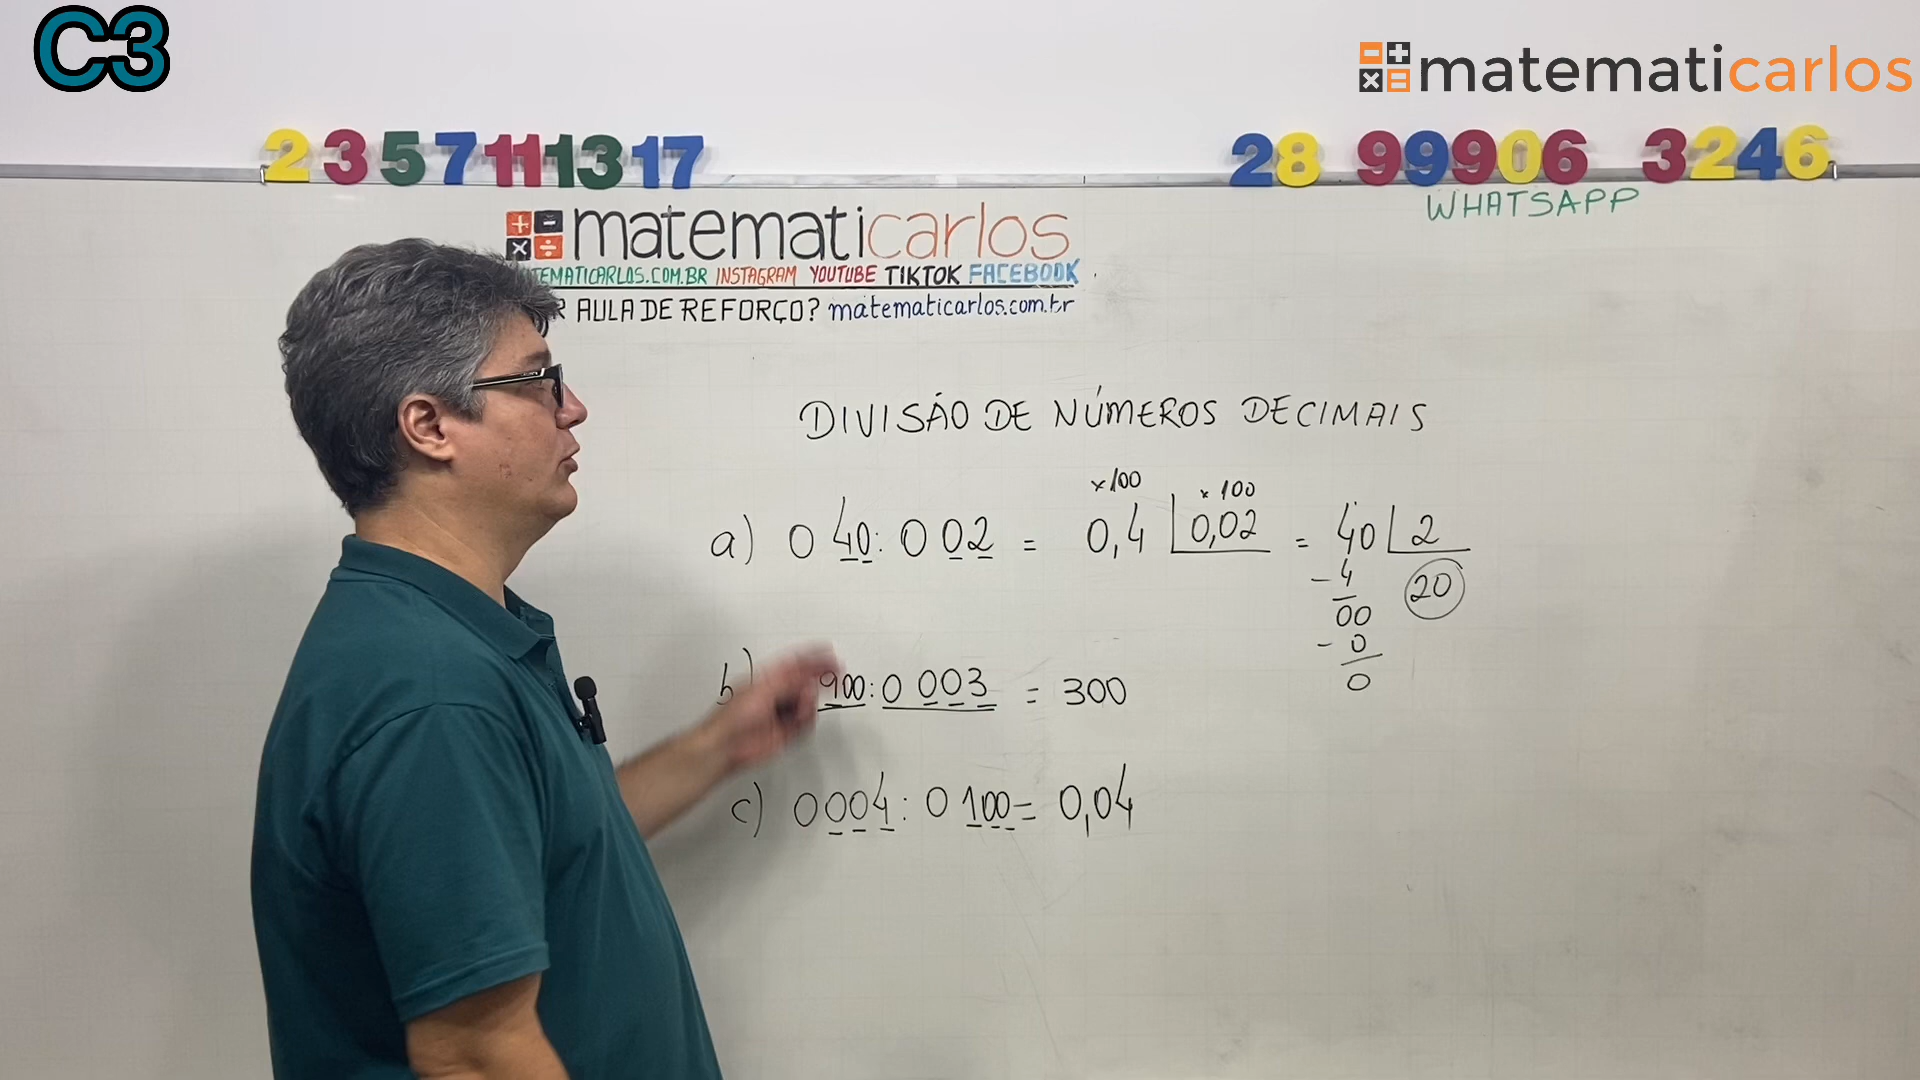 C3
matematicarlos
2 3 5 7 11 13 17
28 99906 3246
WHATSAPP
matematicarlos
TEMATICARLOS.COM.BR INSTAGRAM YOUTUBE TIKTOK FACEBOOK
R AULA DE REFORÇO? matematicarlos.com.br
DIVISÃO DE NÚMEROS DECIMAIS
×100 ×100
a) 0 40 : 0 02 = 0,4 0,02 = 40 2
- 4 20
00
- 0
0
b) 900 : 0 003 = 300
c) 0 004 : 0 100 = 0,04